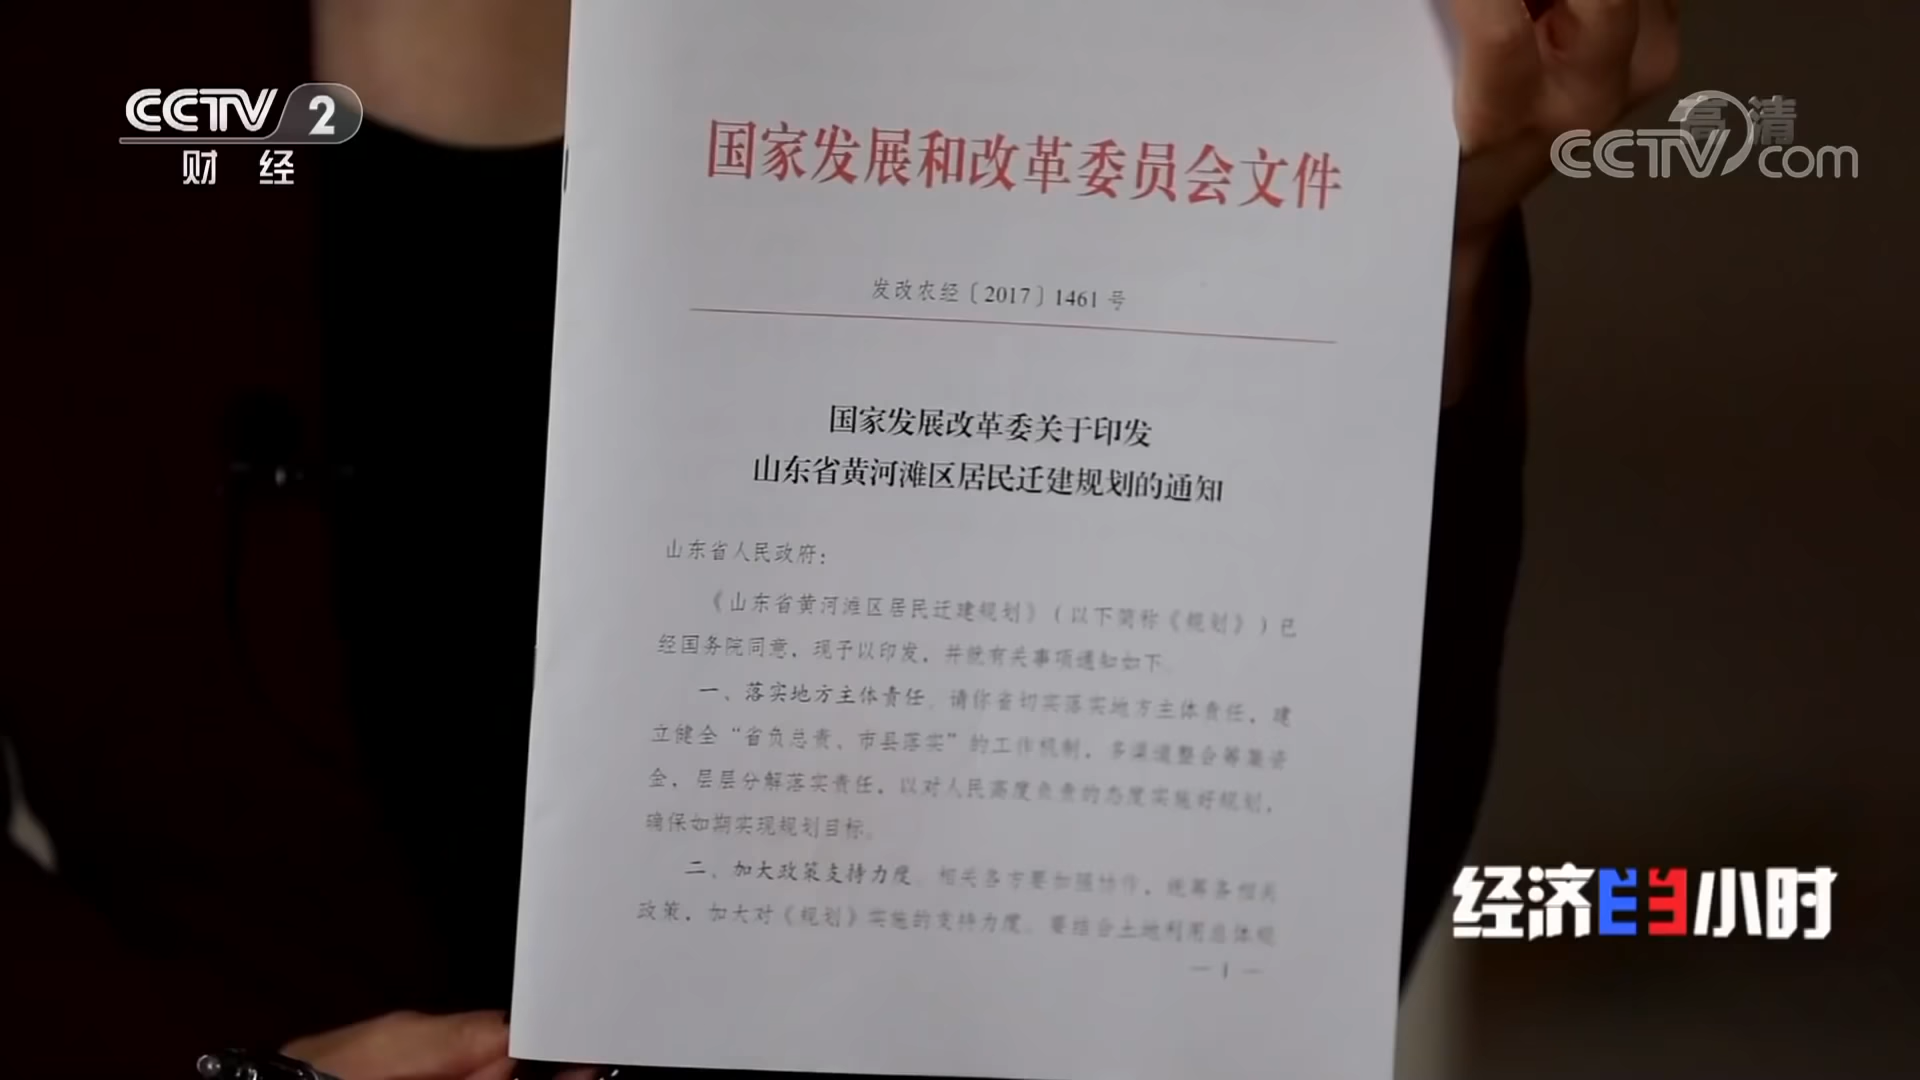 CCTV 2
财 经
高清
CCTV.com
国家发展和改革委员会文件
发改农经〔2017〕1461 号
国家发展改革委关于印发
山东省黄河滩区居民迁建规划的通知
山东省人民政府：
《山东省黄河滩区居民迁建规划》（以下简称《规划》）已
经国务院同意，现予以印发，并就有关事项通知如下。
一、落实地方主体责任。请你省切实落实地方主体责任，建
立健全“省负总责、市县落实”的工作机制，多渠道整合筹集资
金，层层分解落实责任，以对人民高度负责的态度实施好规划，
确保如期实现规划目标。
二、加大政策支持力度。相关各方要加强协作，统筹各相关
政策，加大对《规划》实施的支持力度。要结合土地利用总体规
— 1 —
经济半小时